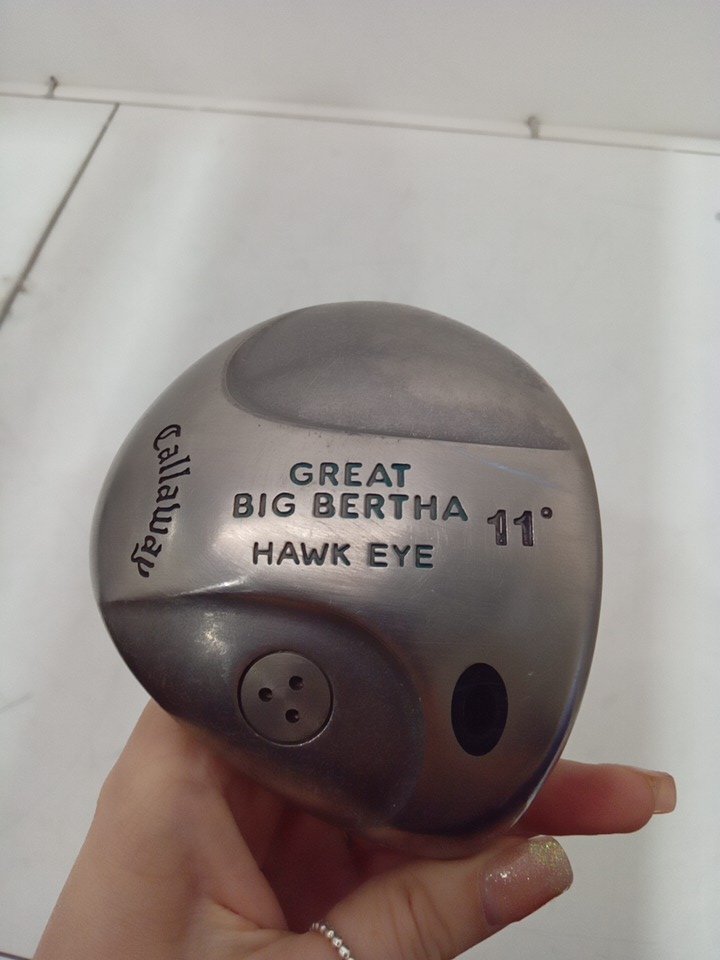 Callaway
GREAT
BIG BERTHA
11°
HAWK EYE